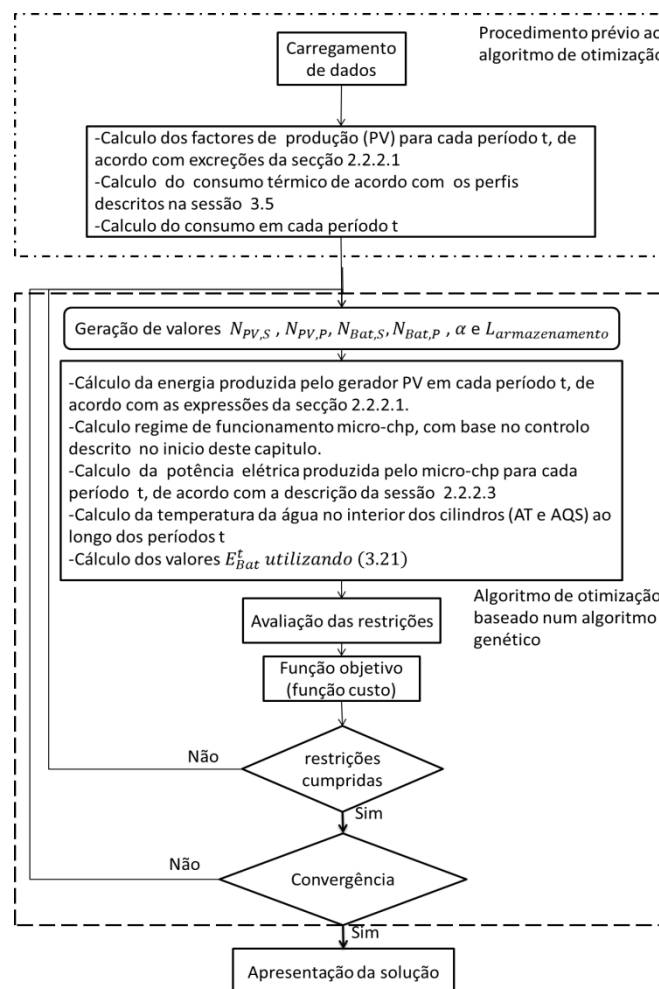 Procedimento prévio ao
algoritmo de otimização
Carregamento
de dados
-Calculo dos factores de produção (PV) para cada período t, de
acordo com excreções da secção 2.2.2.1
-Calculo do consumo térmico de acordo com os perfis
descritos na sessão 3.5
-Calculo do consumo em cada período t
Geração de valores $N_{PV,S}$ , $N_{PV,P}$, $N_{Bat,S}$, $N_{Bat,P}$ , α e $L_{armazenamento}$
-Cálculo da energia produzida pelo gerador PV em cada período t, de
acordo com as expressões da secção 2.2.2.1.
-Calculo regime de funcionamento micro-chp, com base no controlo
descrito no inicio deste capitulo.
-Calculo da potência elétrica produzida pelo micro-chp para cada
período t, de acordo com a descrição da sessão 2.2.2.3
-Calculo da temperatura da água no interior dos cilindros (AT e AQS) ao
longo dos períodos t
-Cálculo dos valores $E_{Bat}^{t}$ utilizando (3.21)
Algoritmo de otimização
baseado num algoritmo
genético
Avaliação das restrições
Função objetivo
(função custo)
Não
restrições
cumpridas
Sim
Não
Convergência
Sim
Apresentação da solução